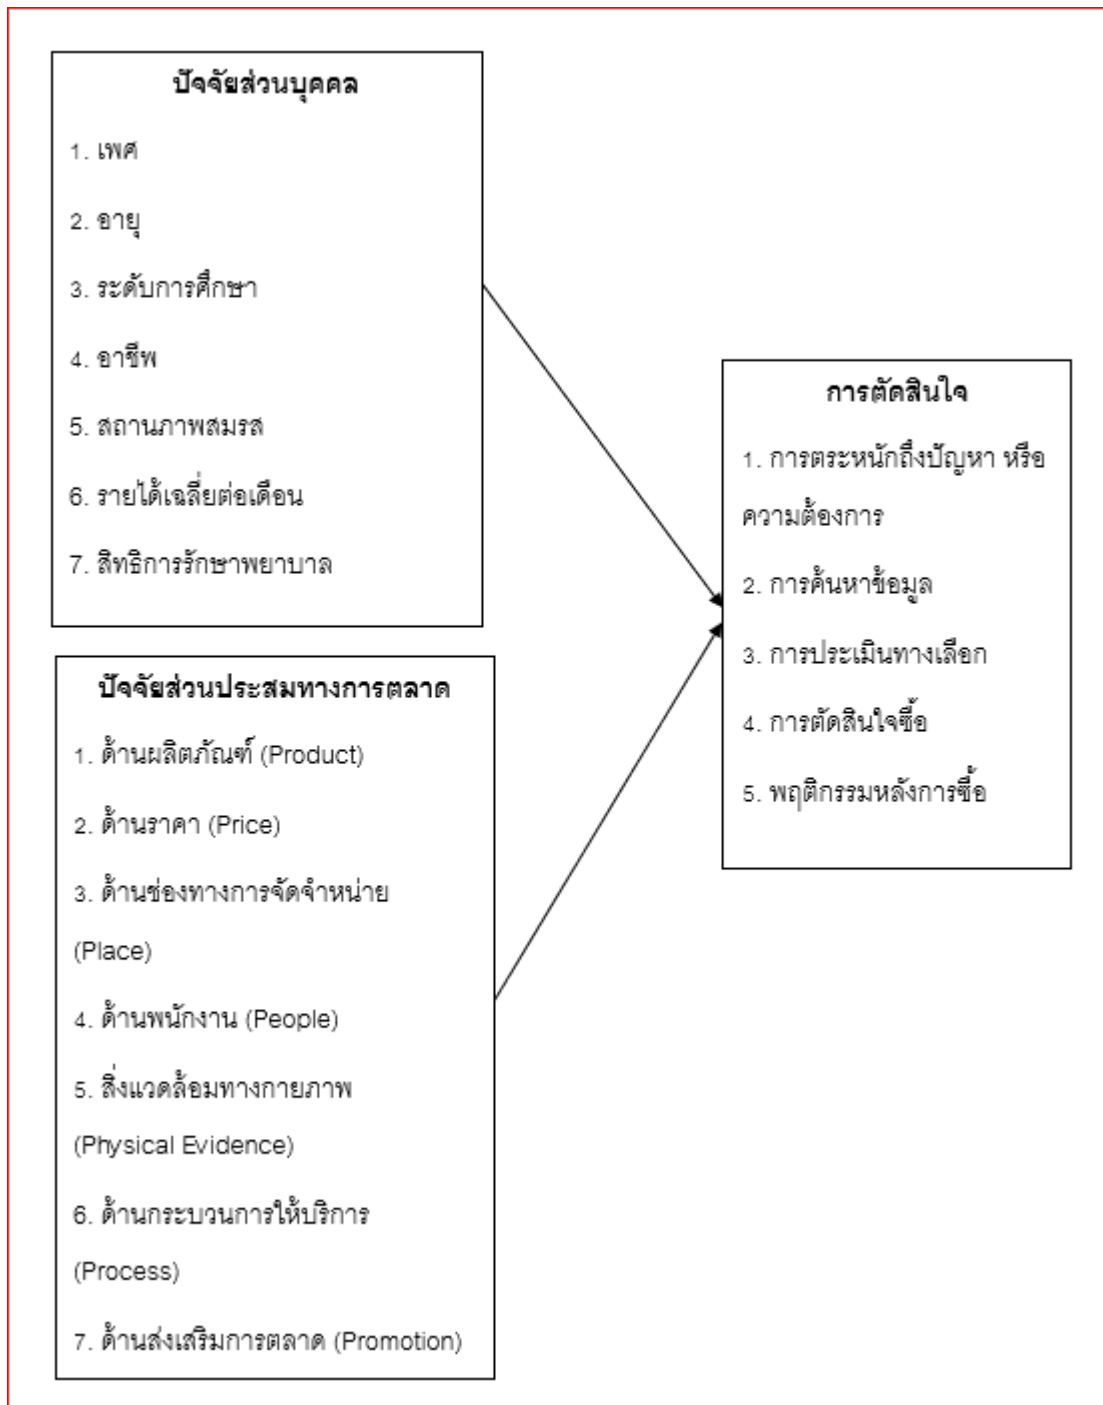 ปัจจัยส่วนบุคคล
1. เพศ
2. อายุ
3. ระดับการศึกษา
4. อาชีพ
5. สถานภาพสมรส
6. รายได้เฉลี่ยต่อเดือน
7. สิทธิการรักษาพยาบาล
ปัจจัยส่วนประสมทางการตลาด
1. ด้านผลิตภัณฑ์ (Product)
2. ด้านราคา (Price)
3. ด้านช่องทางการจัดจำหน่าย
(Place)
4. ด้านพนักงาน (People)
5. สิ่งแวดล้อมทางกายภาพ
(Physical Evidence)
6. ด้านกระบวนการให้บริการ
(Process)
7. ด้านส่งเสริมการตลาด (Promotion)
การตัดสินใจ
1. การตระหนักถึงปัญหา หรือ
ความต้องการ
2. การค้นหาข้อมูล
3. การประเมินทางเลือก
4. การตัดสินใจซื้อ
5. พฤติกรรมหลังการซื้อ